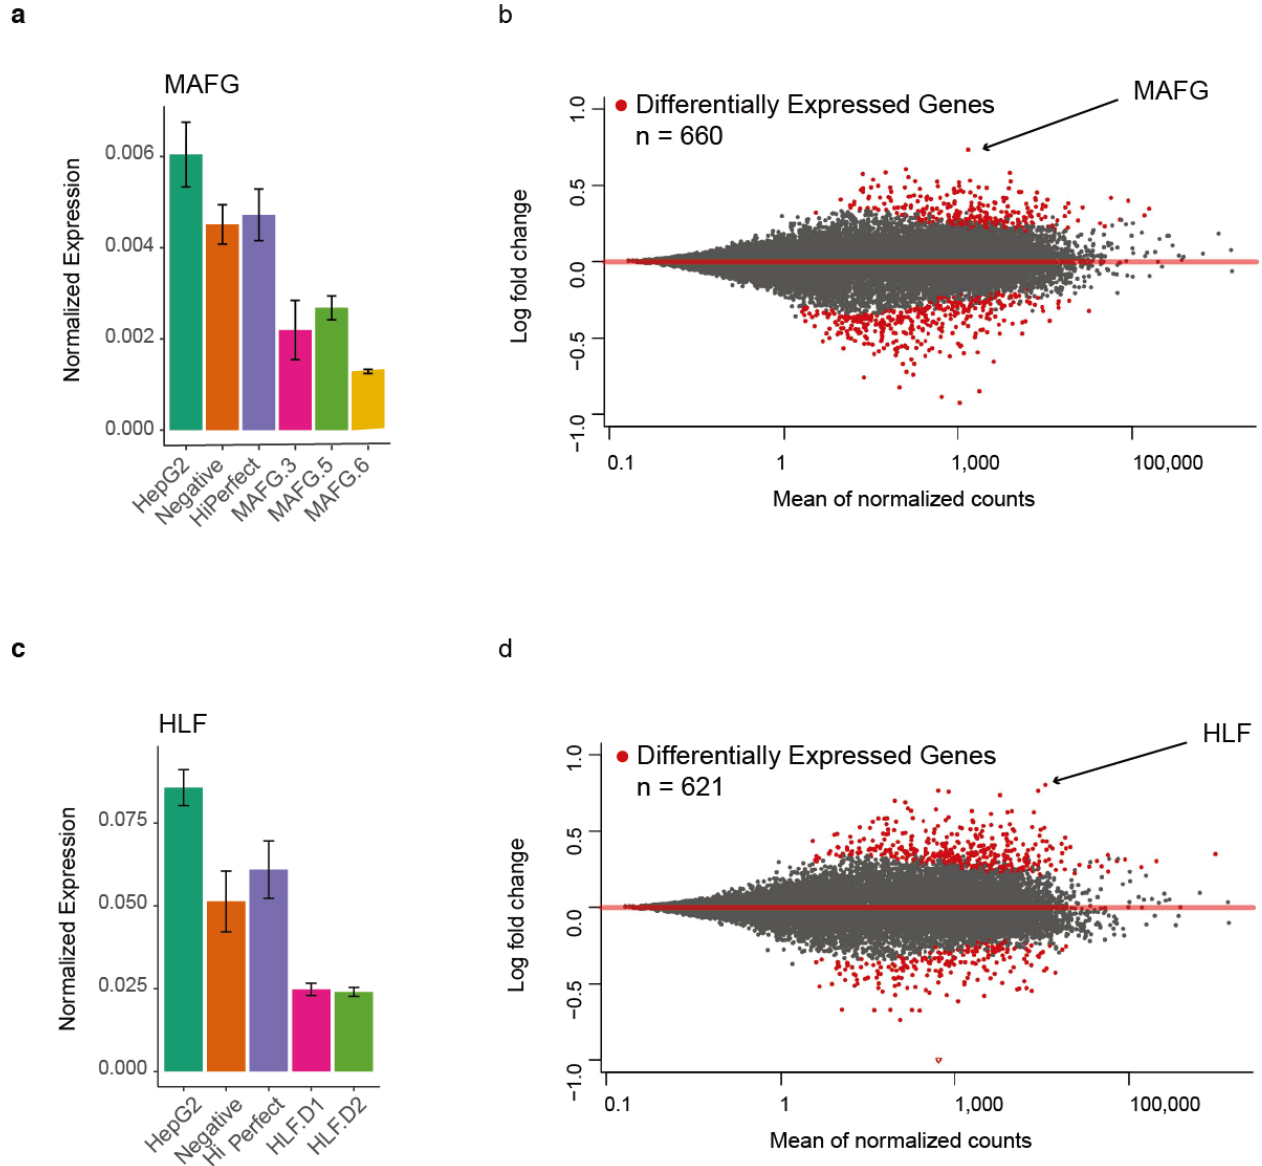 a
MAFG
Normalized Expression
0.006
0.004
0.002
0.000
HepG2
Negative
HiPerfect
MAFG.3
MAFG.5
MAFG.6
b
Differentially Expressed Genes
n = 660
MAFG
Log fold change
1.0
0.5
0.0
−0.5
−1.0
0.1
1
1,000
100,000
Mean of normalized counts
c
HLF
Normalized Expression
0.075
0.050
0.025
0.000
HepG2
Negative
Hi Perfect
HLF.D1
HLF.D2
d
Differentially Expressed Genes
n = 621
HLF
Log fold change
1.0
0.5
0.0
−0.5
−1.0
0.1
1
1,000
100,000
Mean of normalized counts